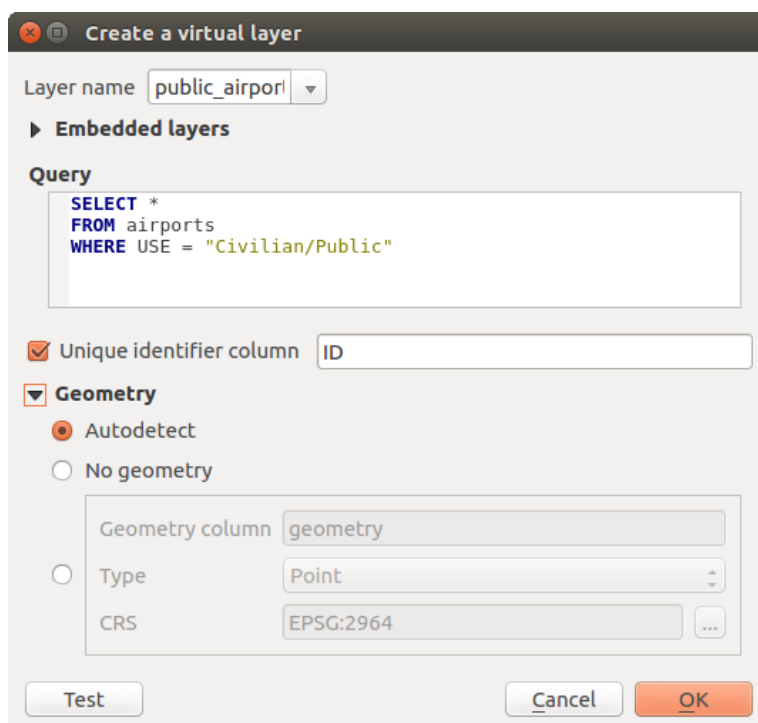 Create a virtual layer
Layer name public_airport
Embedded layers
Query
SELECT *
FROM airports
WHERE USE = "Civilian/Public"
Unique identifier column ID
Geometry
Autodetect
No geometry
Geometry column geometry
Type Point
CRS EPSG:2964 ...
Test Cancel OK